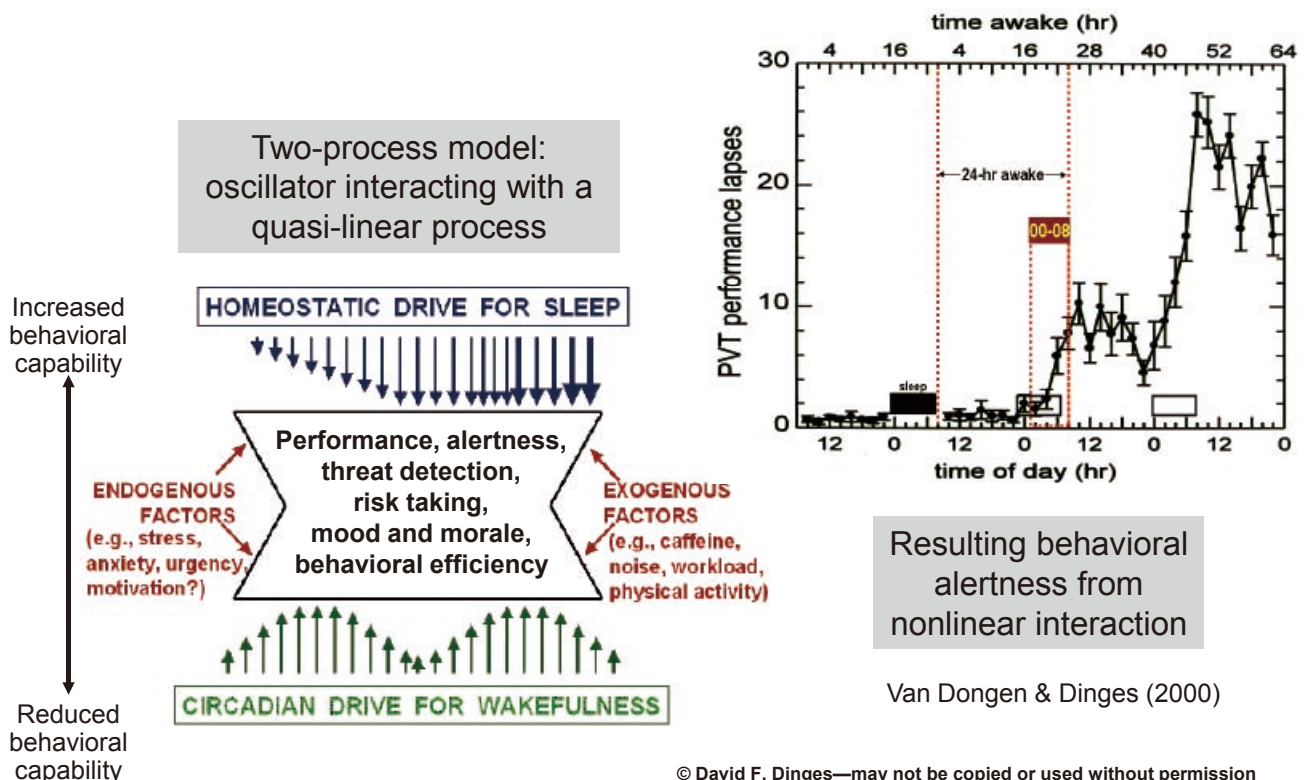 Two-process model:
oscillator interacting with a
quasi-linear process
Increased
behavioral
capability
Reduced
behavioral
capability
HOMEOSTATIC DRIVE FOR SLEEP
Performance, alertness,
threat detection,
risk taking,
mood and morale,
behavioral efficiency
ENDOGENOUS
FACTORS
(e.g., stress,
anxiety, urgency,
motivation?)
EXOGENOUS
FACTORS
(e.g., caffeine,
noise, workload,
physical activity)
CIRCADIAN DRIVE FOR WAKEFULNESS
time awake (hr)
4 16 4 16 28 40 52 64
30
20
10
0
PVT performance lapses
24-hr awake
00-08
sleep
12 0 12 0 12 0 12 0
time of day (hr)
Resulting behavioral
alertness from
nonlinear interaction
Van Dongen & Dinges (2000)
© David F. Dinges—may not be copied or used without permission